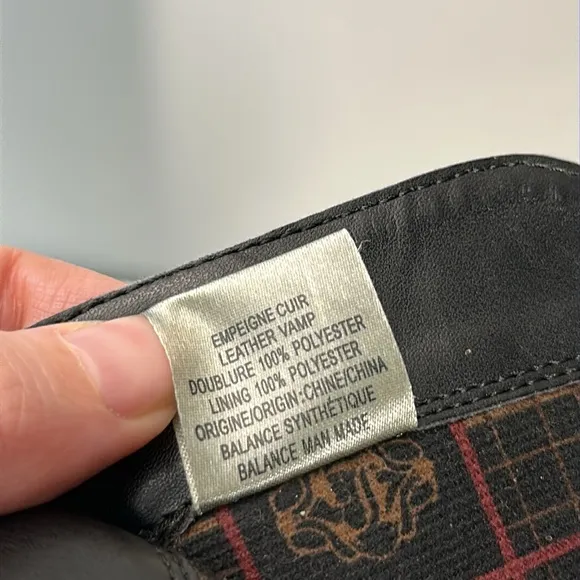 EMPEIGNE CUIR
LEATHER VAMP
DOUBLURE 100% POLYESTER
LINING 100% POLYESTER
ORIGINE/ORIGIN:CHINE/CHINA
BALANCE SYNTHÉTIQUE
BALANCE MAN MADE